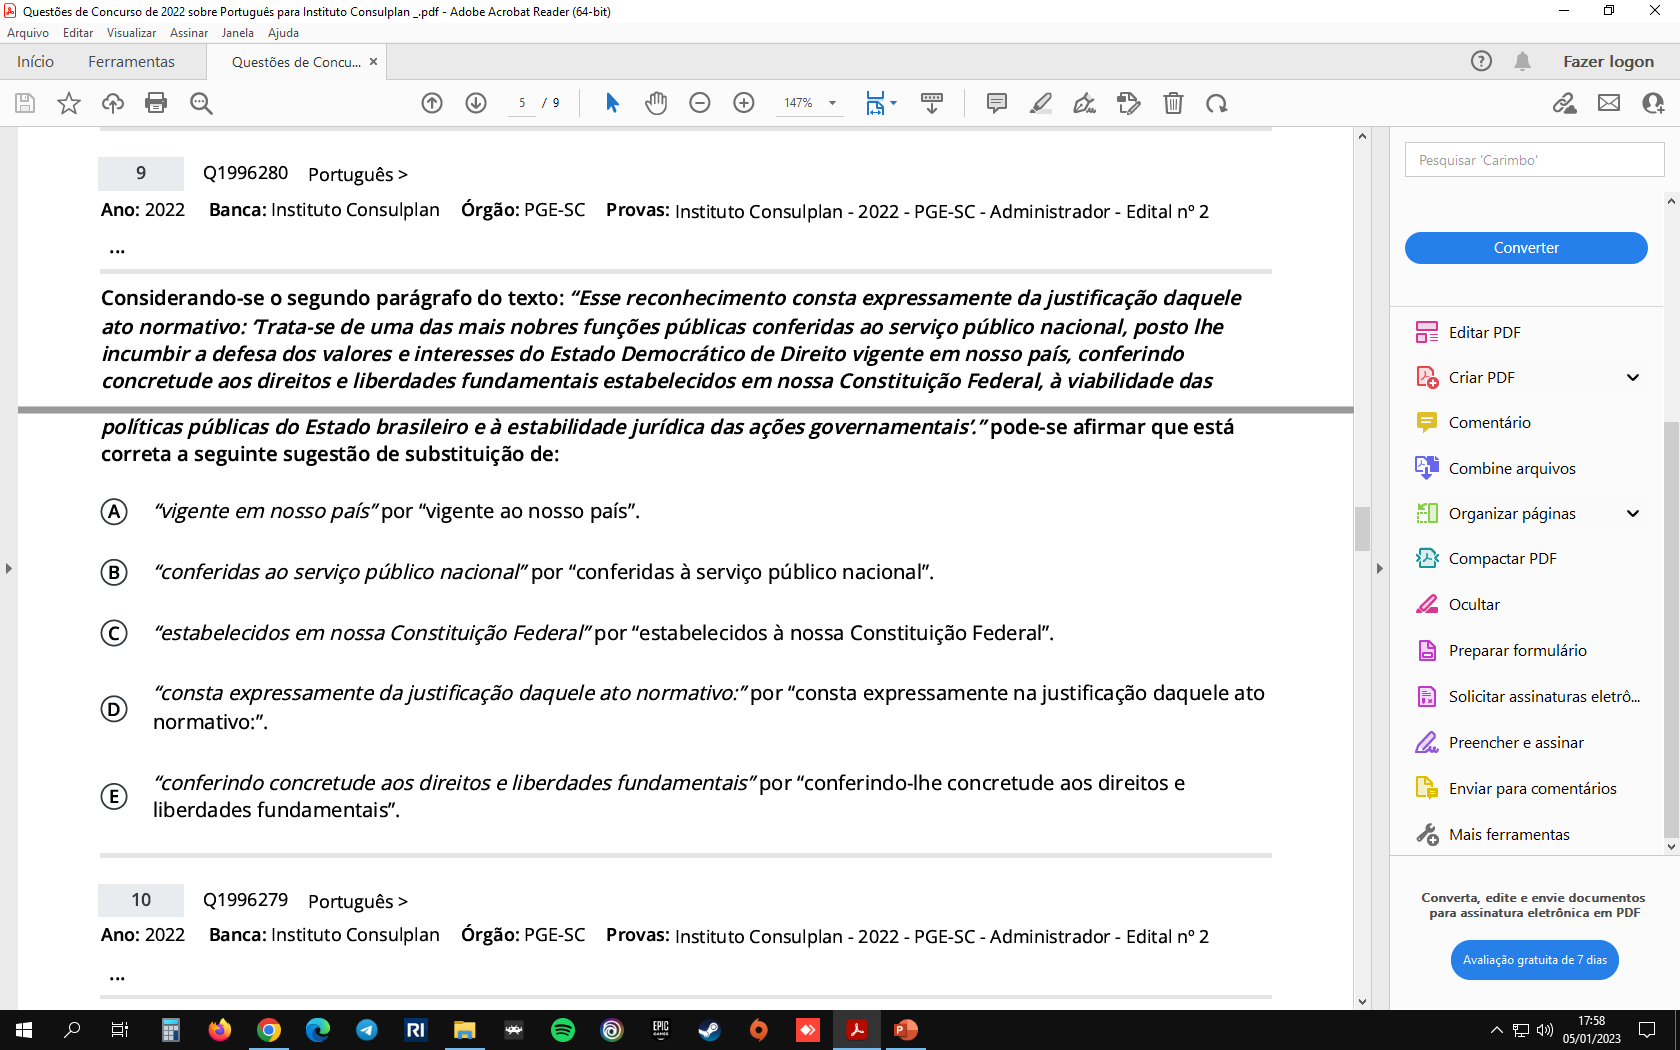 Questões de Concurso de 2022 sobre Português para Instituto Consulplan _.pdf - Adobe Acrobat Reader (64-bit)
Arquivo Editar Visualizar Assinar Janela Ajuda
Início Ferramentas Questões de Concu... × Fazer logon
5 / 9 147%
9 Q1996280 Português >
Ano: 2022 Banca: Instituto Consulplan Órgão: PGE-SC Provas: Instituto Consulplan - 2022 - PGE-SC - Administrador - Edital nº 2
...
Considerando-se o segundo parágrafo do texto: “Esse reconhecimento consta expressamente da justificação daquele
ato normativo: ‘Trata-se de uma das mais nobres funções públicas conferidas ao serviço público nacional, posto lhe
incumbir a defesa dos valores e interesses do Estado Democrático de Direito vigente em nosso país, conferindo
concretude aos direitos e liberdades fundamentais estabelecidos em nossa Constituição Federal, à viabilidade das
políticas públicas do Estado brasileiro e à estabilidade jurídica das ações governamentais’.” pode-se afirmar que está
correta a seguinte sugestão de substituição de:
A “vigente em nosso país” por “vigente ao nosso país”.
B “conferidas ao serviço público nacional” por “conferidas à serviço público nacional”.
C “estabelecidos em nossa Constituição Federal” por “estabelecidos à nossa Constituição Federal”.
D “consta expressamente da justificação daquele ato normativo:” por “consta expressamente na justificação daquele ato
normativo:”.
E “conferindo concretude aos direitos e liberdades fundamentais” por “conferindo-lhe concretude aos direitos e
liberdades fundamentais”.
10 Q1996279 Português >
Ano: 2022 Banca: Instituto Consulplan Órgão: PGE-SC Provas: Instituto Consulplan - 2022 - PGE-SC - Administrador - Edital nº 2
...
Pesquisar 'Carimbo'
Converter
Editar PDF
Criar PDF
Comentário
Combine arquivos
Organizar páginas
Compactar PDF
Ocultar
Preparar formulário
Solicitar assinaturas eletrô...
Preencher e assinar
Enviar para comentários
Mais ferramentas
Converta, edite e envie documentos
para assinatura eletrônica em PDF
Avaliação gratuita de 7 dias
RI
EPIC
GAMES
17:58
05/01/2023